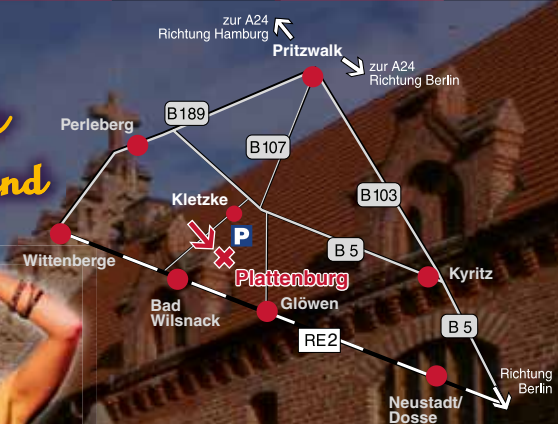 zur A24
Richtung Hamburg
Pritzwalk
zur A24
Richtung Berlin
B189
Perleberg
B107
nd
B103
Kletzke
P
B 5
Wittenberge
Plattenburg
Kyritz
Bad
Wilsnack
Glöwen
B 5
RE2
Richtung
Berlin
Neustadt/
Dosse